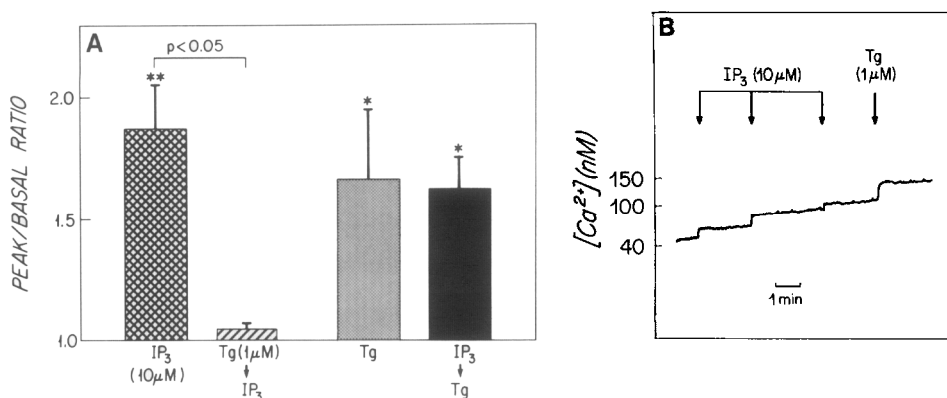 A
p<0.05
**
*
*
PEAK/BASAL RATIO
2.0
1.5
1.0
IP₃
(10μM)
Tg(1μM)
IP₃
Tg
IP₃
Tg
B
IP₃ (10μM)
Tg
(1μM)
[Ca²⁺](nM)
150
100
40
1 min